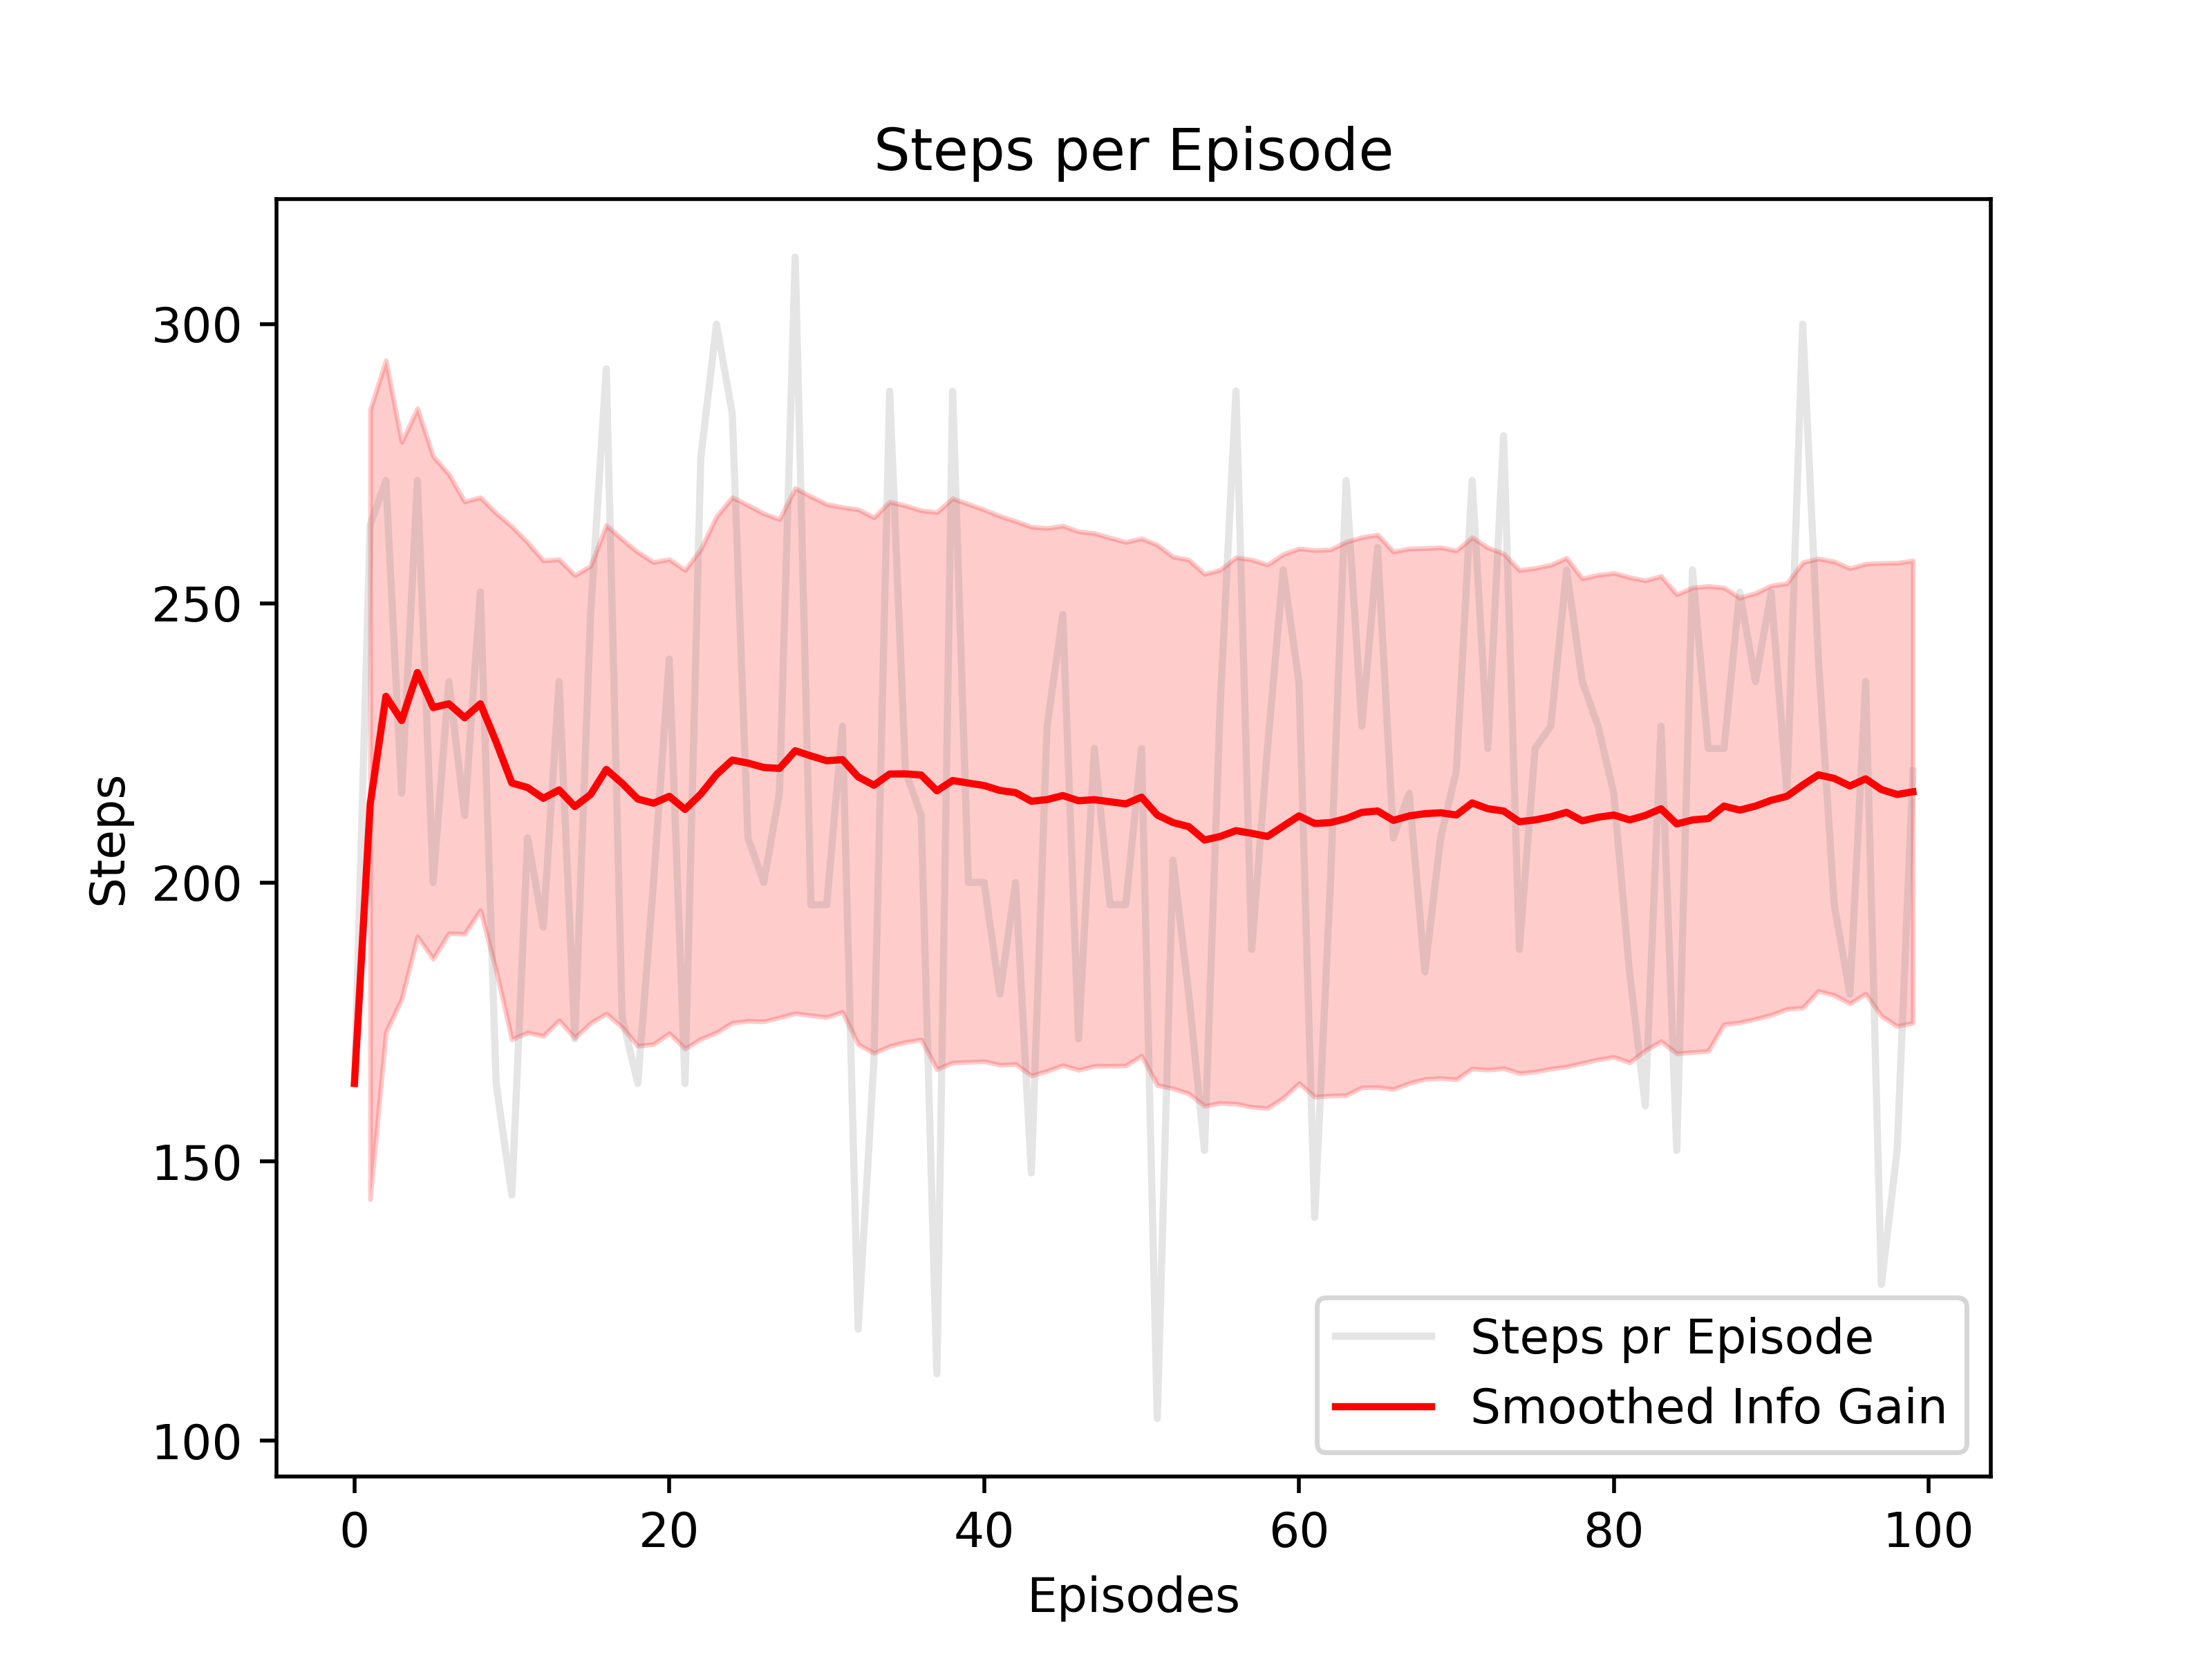 Steps per Episode
Steps
300
250
200
150
100
0 20 40 60 80 100
Episodes
Steps pr Episode
Smoothed Info Gain